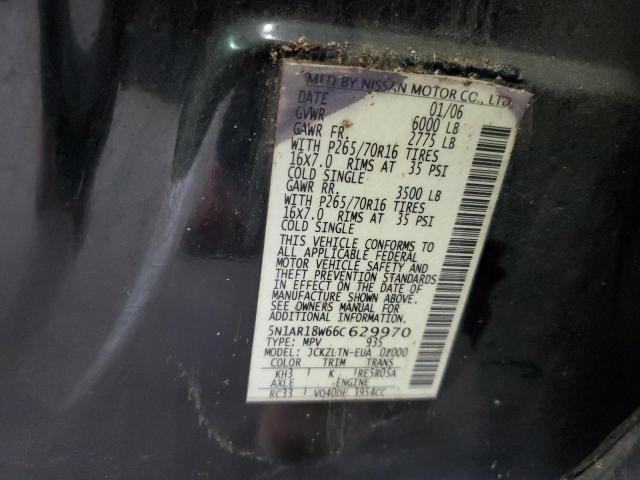 MFD BY NISSAN MOTOR CO., LTD.
DATE 01/06
GVWR 6000 LB
GAWR FR. 2775 LB
WITH P265/70R16 TIRES
16X7.0 RIMS AT 35 PSI
COLD SINGLE
GAWR RR. 3500 LB
WITH P265/70R16 TIRES
16X7.0 RIMS AT 35 PSI
COLD SINGLE
THIS VEHICLE CONFORMS TO
ALL APPLICABLE FEDERAL
MOTOR VEHICLE SAFETY AND
THEFT PREVENTION STANDARDS
IN EFFECT ON THE DATE OF
MANUFACTURE SHOWN ABOVE.
SEE OWNERS MANUAL FOR
MORE INFORMATION.
5N1AR18W66C629970
TYPE: MPV 935
MODEL: JCKZLTN-EUA 0Z000
COLOR TRIM TRANS
KH3 K RE5R05A
AXLE ENGINE
RC33 VQ40DE 3954CC